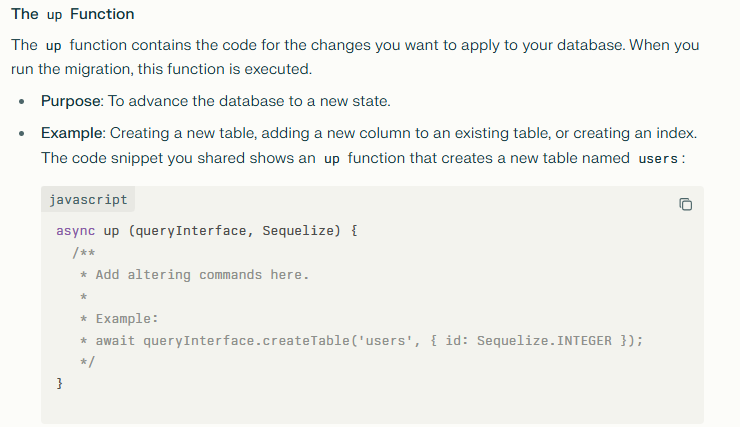 The up Function
The up function contains the code for the changes you want to apply to your database. When you
run the migration, this function is executed.
• Purpose: To advance the database to a new state.
• Example: Creating a new table, adding a new column to an existing table, or creating an index.
The code snippet you shared shows an up function that creates a new table named users:
javascript
async up (queryInterface, Sequelize) {
  /**
   * Add altering commands here.
   *
   * Example:
   * await queryInterface.createTable('users', { id: Sequelize.INTEGER });
   */
}